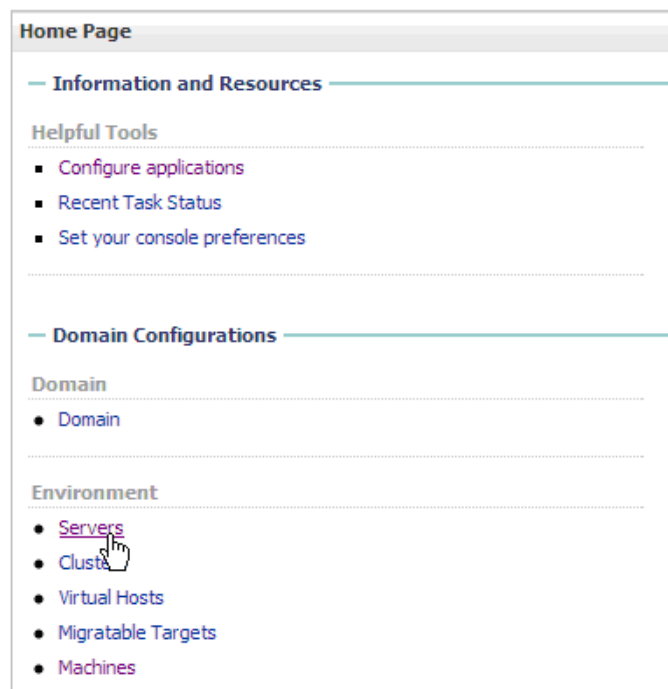 Home Page
Information and Resources
Helpful Tools
Configure applications
Recent Task Status
Set your console preferences
Domain Configurations
Domain
Domain
Environment
Servers
Virtual Hosts
Migratable Targets
Machines